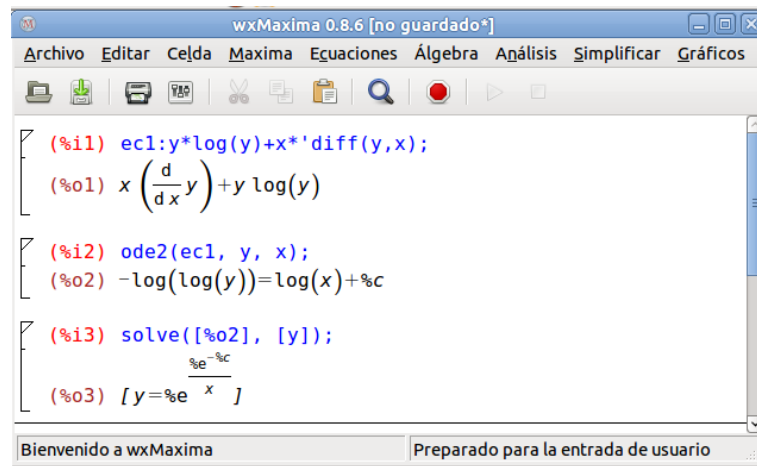 wxMaxima 0.8.6 [no guardado*]
Archivo Editar Celda Maxima Ecuaciones Álgebra Análisis Simplificar Gráficos
(%i1) ec1:y*log(y)+x*'diff(y,x);
(%o1) x (d/dx y)+y log(y)
(%i2) ode2(ec1, y, x);
(%o2) -log(log(y))=log(x)+%c
(%i3) solve([%o2], [y]);
(%o3) [y=%e^(%e^-%c/x)]
Bienvenido a wxMaxima Preparado para la entrada de usuario